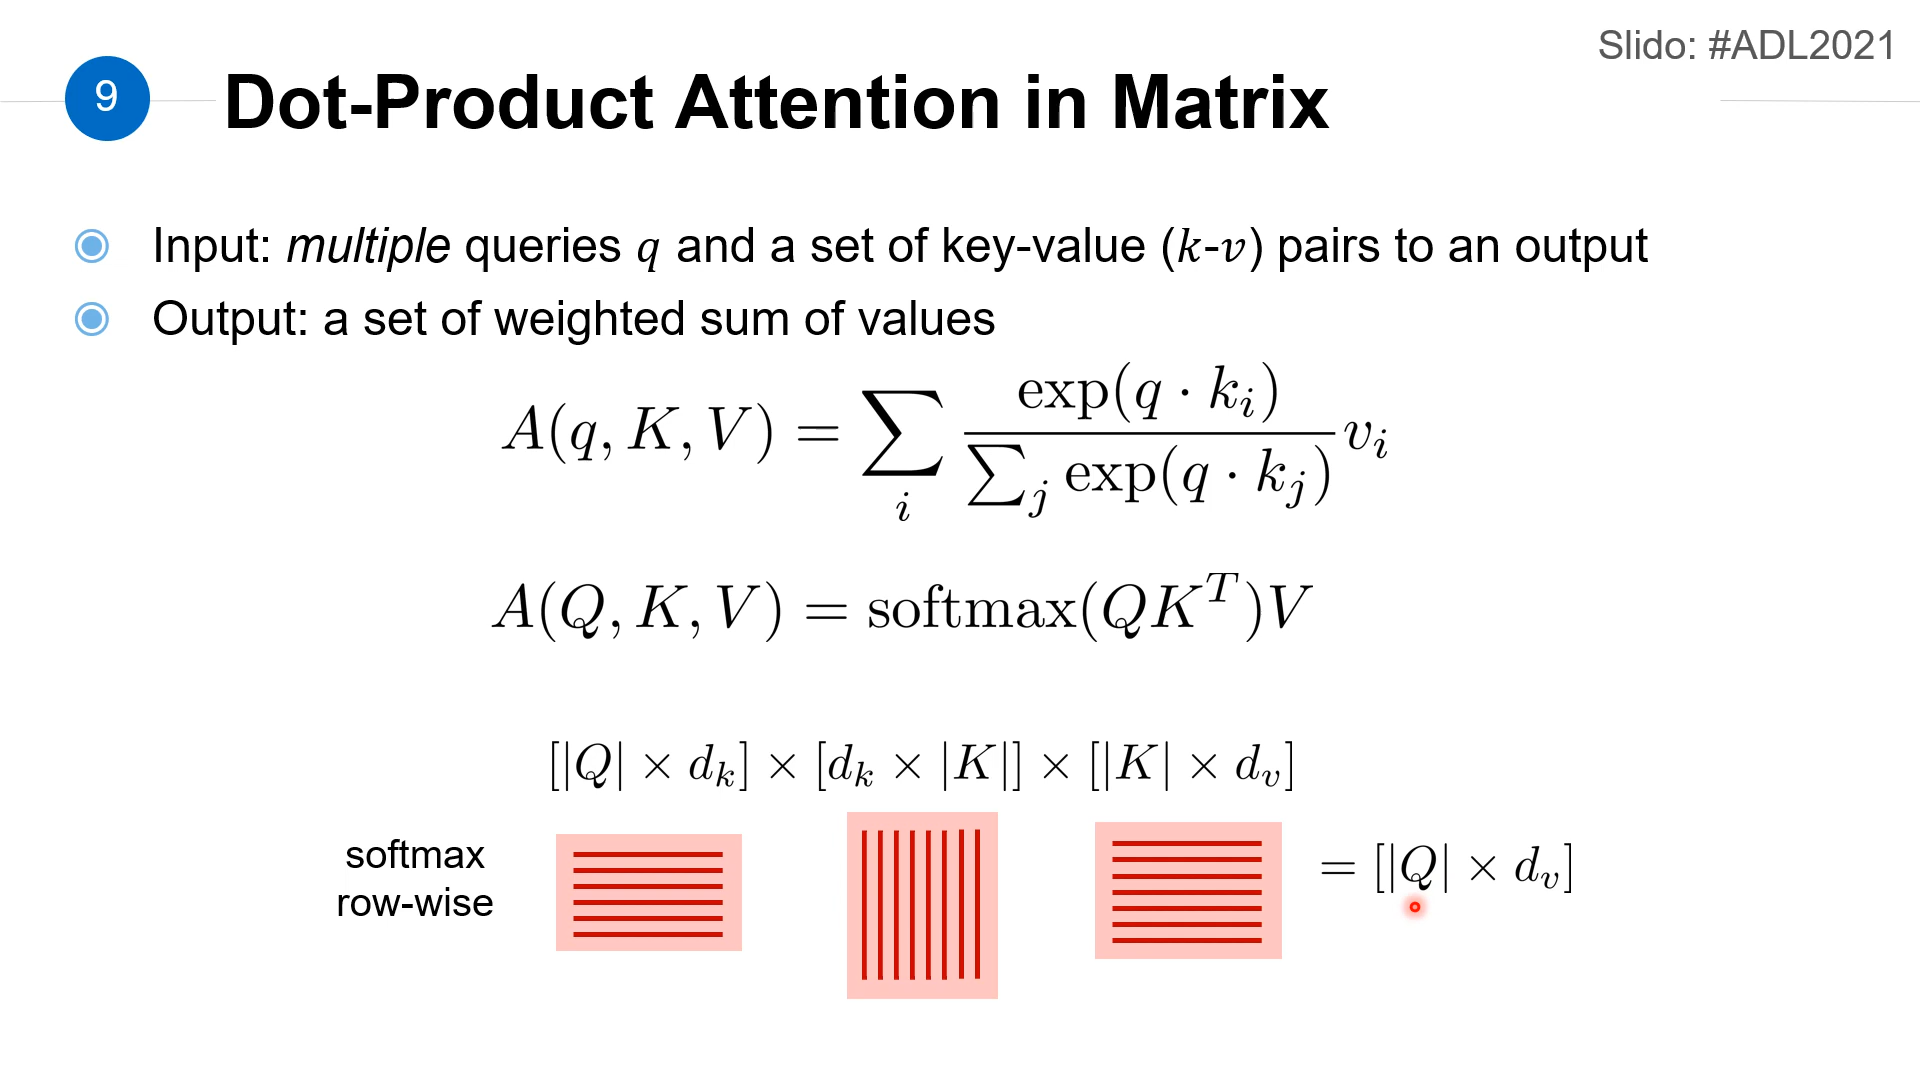 Slido: #ADL2021
9
Dot-Product Attention in Matrix
Input: multiple queries q and a set of key-value (k-v) pairs to an output
Output: a set of weighted sum of values
A(q, K, V) = ∑_i exp(q · k_i) / ∑_j exp(q · k_j) v_i
A(Q, K, V) = softmax(QK^T)V
[|Q| × d_k] × [d_k × |K|] × [|K| × d_v]
softmax
row-wise
= [|Q| × d_v]